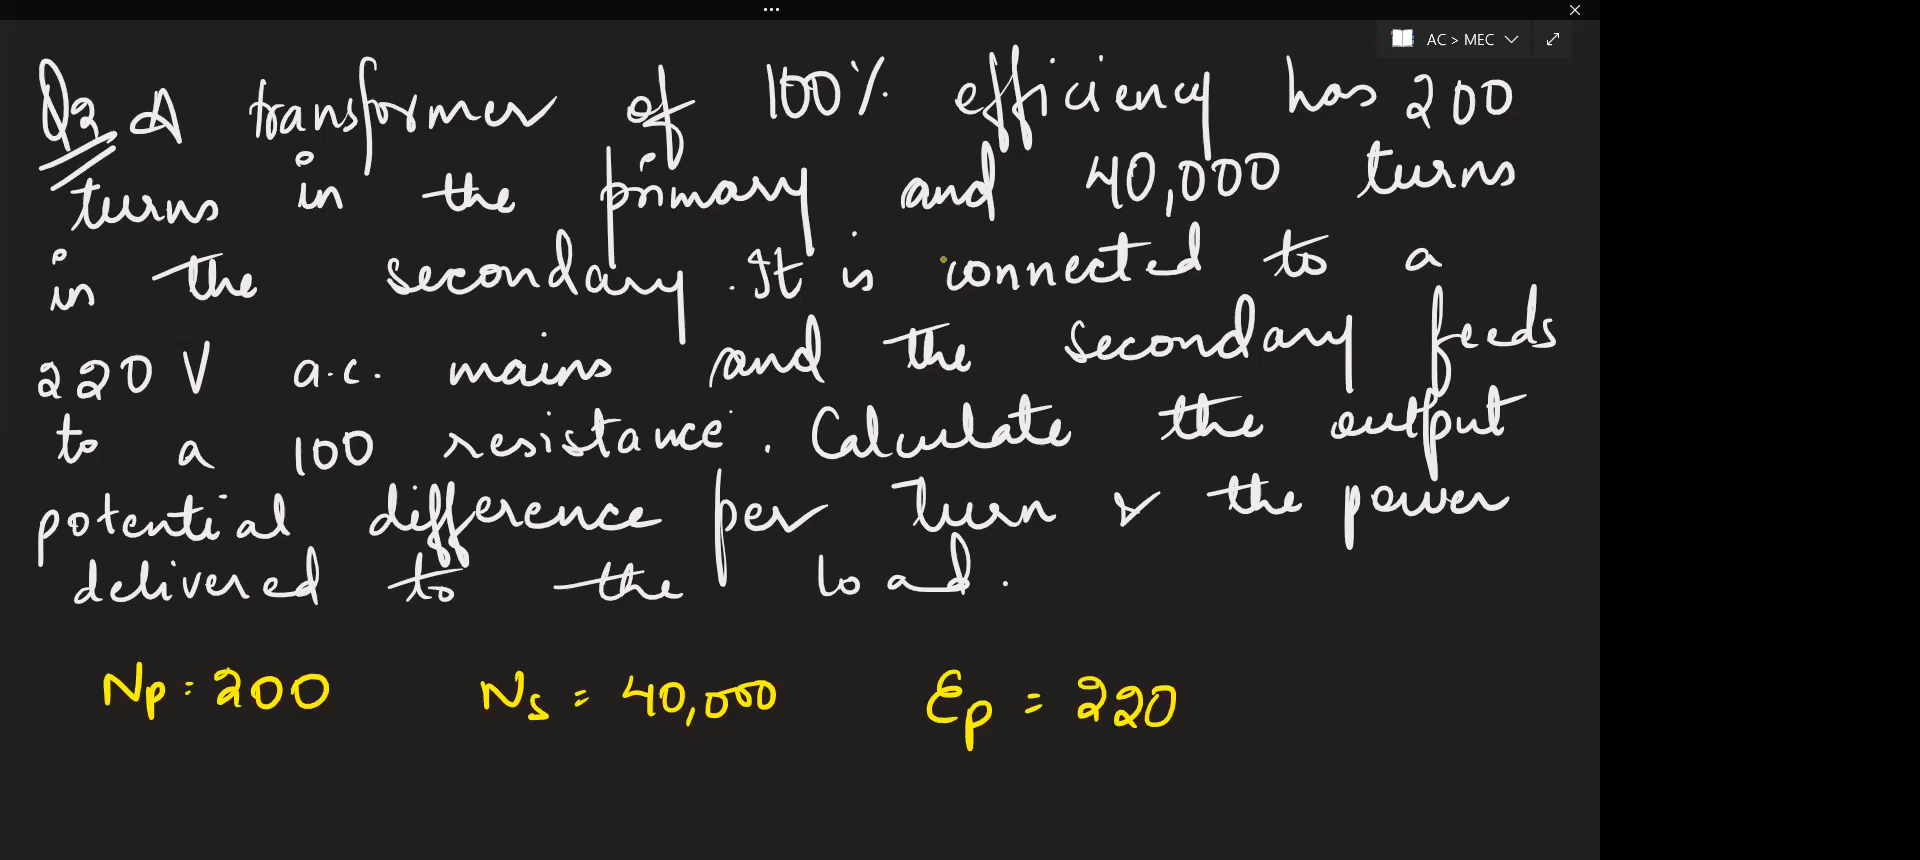 AC > MEC
Q2 A transformer of 100% efficiency has 200
turns in the primary and 40,000 turns
in the secondary. It is connected to a
220 V a.c. mains and the secondary feeds
to a 100 resistance. Calculate the output
potential difference per turn & the power
delivered to the load.
Np = 200 Ns = 40,000 Ep = 220